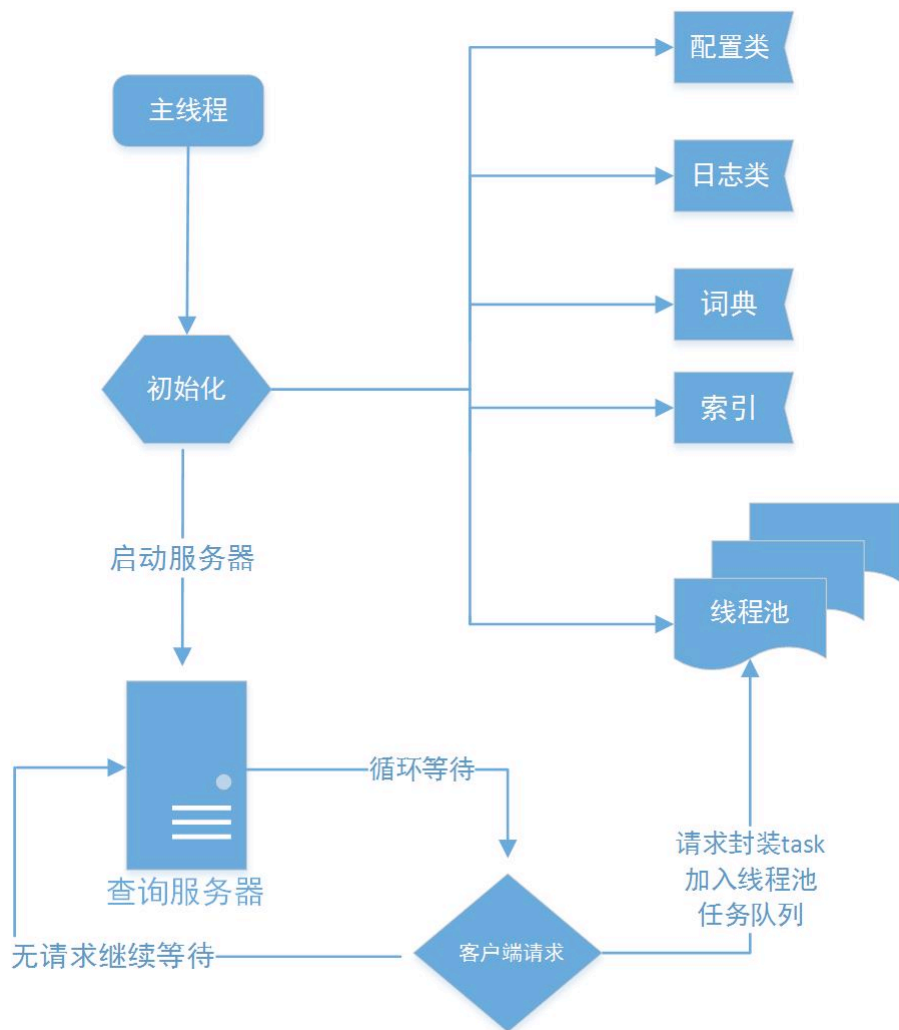 配置类
主线程
日志类
词典
初始化
索引
启动服务器
线程池
循环等待
请求封装task
加入线程池
任务队列
查询服务器
无请求继续等待
客户端请求